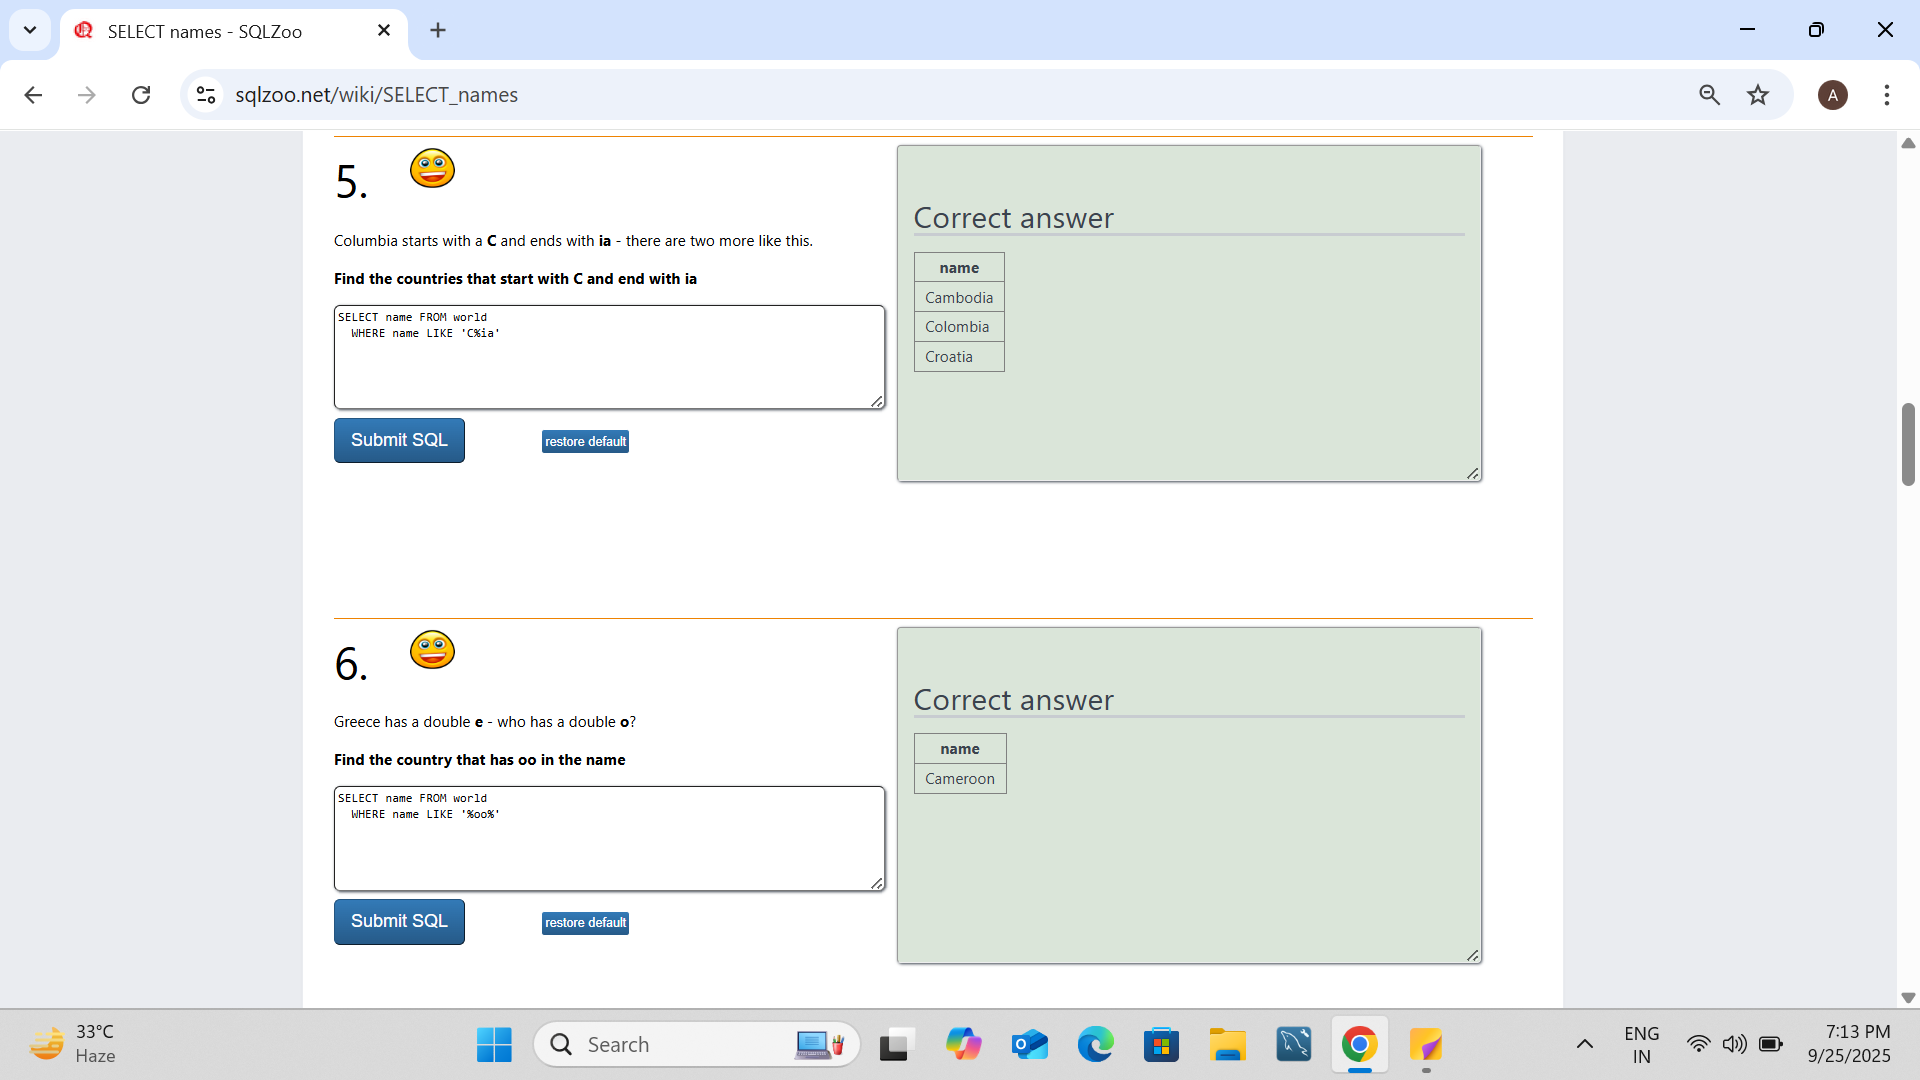 SELECT names - SQLZoo
sqlzoo.net/wiki/SELECT_names
A
5.
Columbia starts with a C and ends with ia - there are two more like this.
Find the countries that start with C and end with ia
SELECT name FROM world
WHERE name LIKE 'C%ia'
Submit SQL
restore default
Correct answer
name
Cambodia
Colombia
Croatia
6.
Greece has a double e - who has a double o?
Find the country that has oo in the name
SELECT name FROM world
WHERE name LIKE '%oo%'
Submit SQL
restore default
Correct answer
name
Cameroon
33°C
Haze
Search
ENG
IN
7:13 PM
9/25/2025